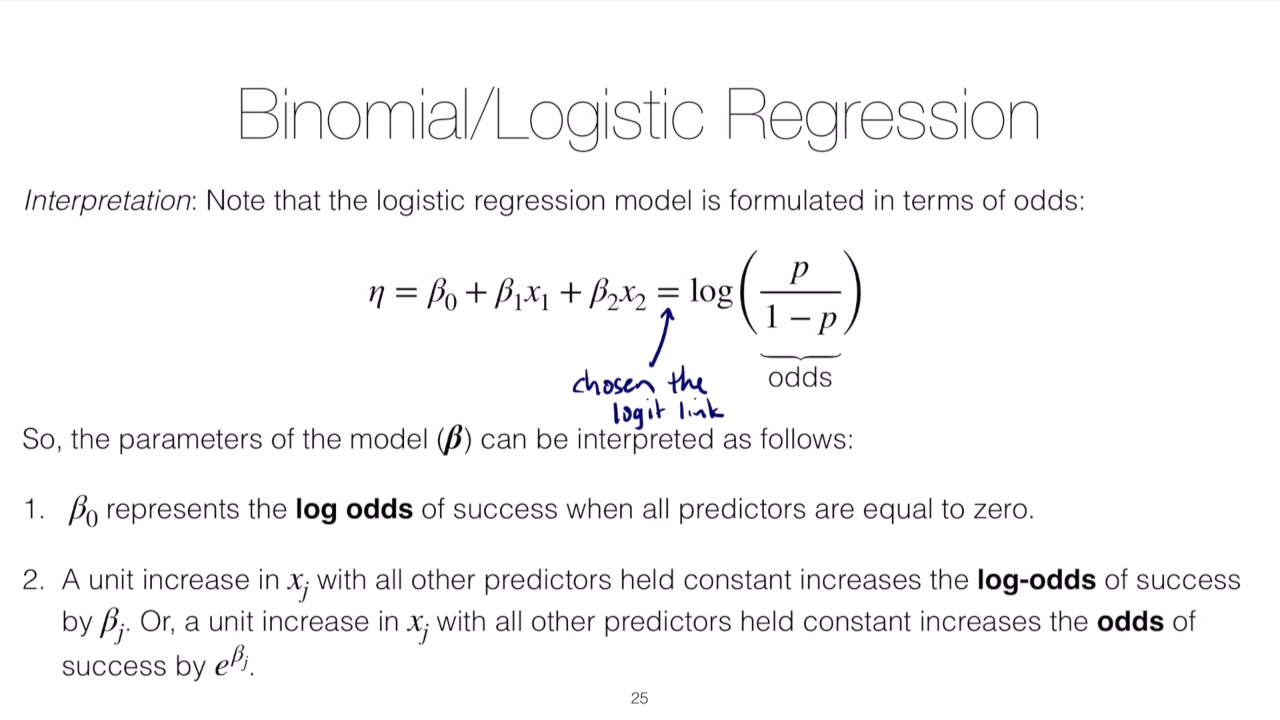 Binomial/Logistic Regression
Interpretation: Note that the logistic regression model is formulated in terms of odds:
η = β₀ + β₁x₁ + β₂x₂ = log(p / (1 − p))
odds
chosen the
logit link
So, the parameters of the model (β) can be interpreted as follows:
1. β₀ represents the log odds of success when all predictors are equal to zero.
2. A unit increase in xⱼ with all other predictors held constant increases the log-odds of success
by βⱼ. Or, a unit increase in xⱼ with all other predictors held constant increases the odds of
success by e^βⱼ.
25